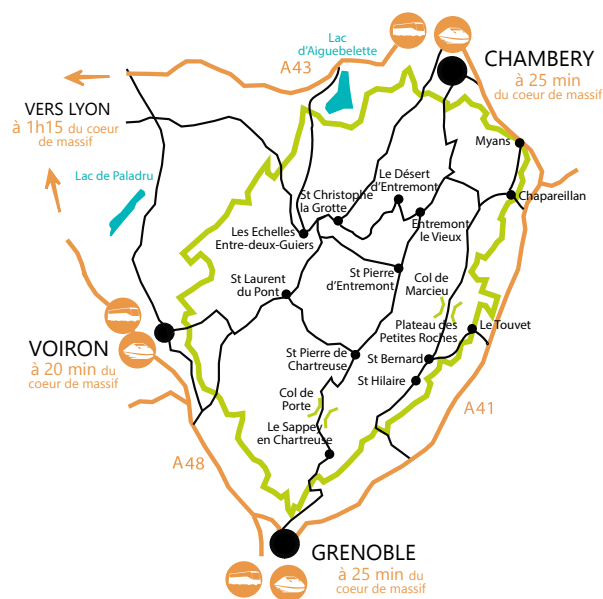 Lac
d'Aiguebelette
A43
CHAMBERY
à 25 min
du coeur de massif
VERS LYON
à 1h15 du coeur
de massif
Myans
Lac de Paladru
Le Désert
d'Entremont
St Christophe
la Grotte
Chapareillan
Les Echelles
Entre-deux-Guiers
Entremont
le Vieux
St Laurent
du Pont
St Pierre
d'Entremont
Col de
Marcieu
Plateau des
Petites Roches
Le Touvet
VOIRON
à 20 min du
coeur de massif
St Pierre de
Chartreuse
St Bernard
St Hilaire
Col de
Porte
A41
Le Sappey
en Chartreuse
A48
GRENOBLE
à 25 min du
coeur de massif